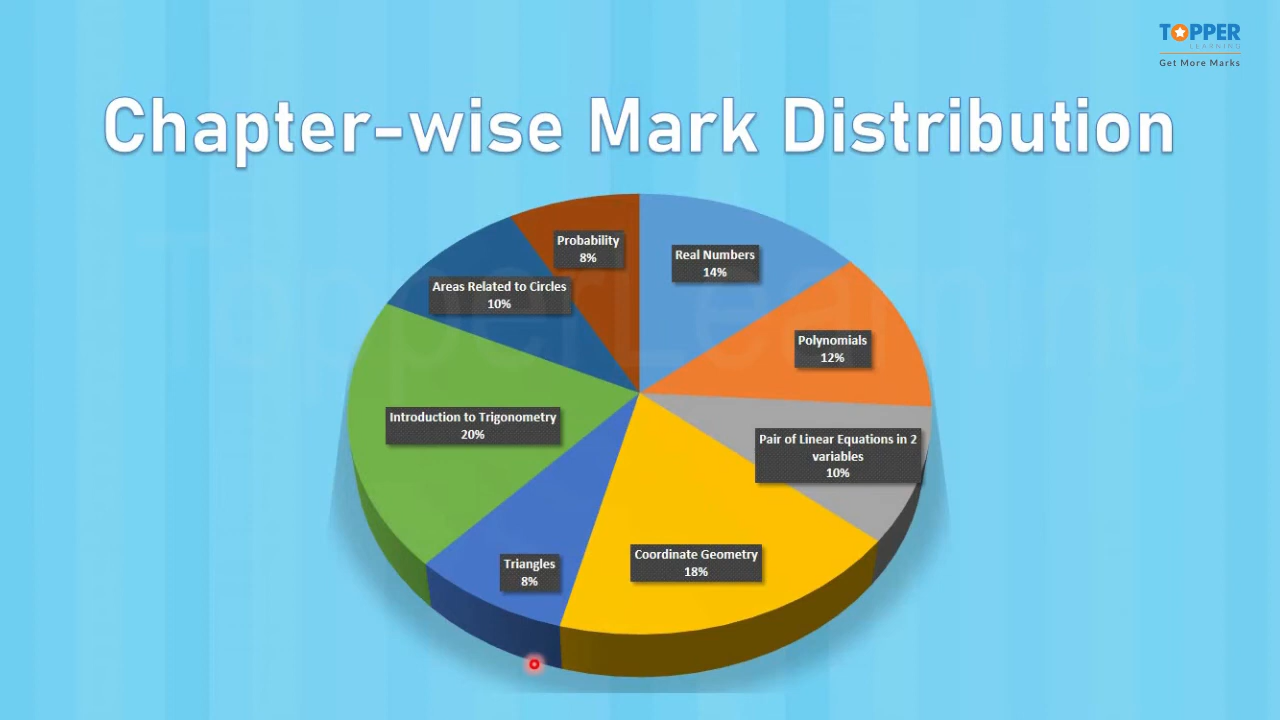 TOPPER
LEARNING
Get More Marks
Chapter-wise Mark Distribution
Probability
8%
Real Numbers
14%
Areas Related to Circles
10%
Polynomials
12%
Introduction to Trigonometry
20%
Pair of Linear Equations in 2
variables
10%
Triangles
8%
Coordinate Geometry
18%
TopperLearning